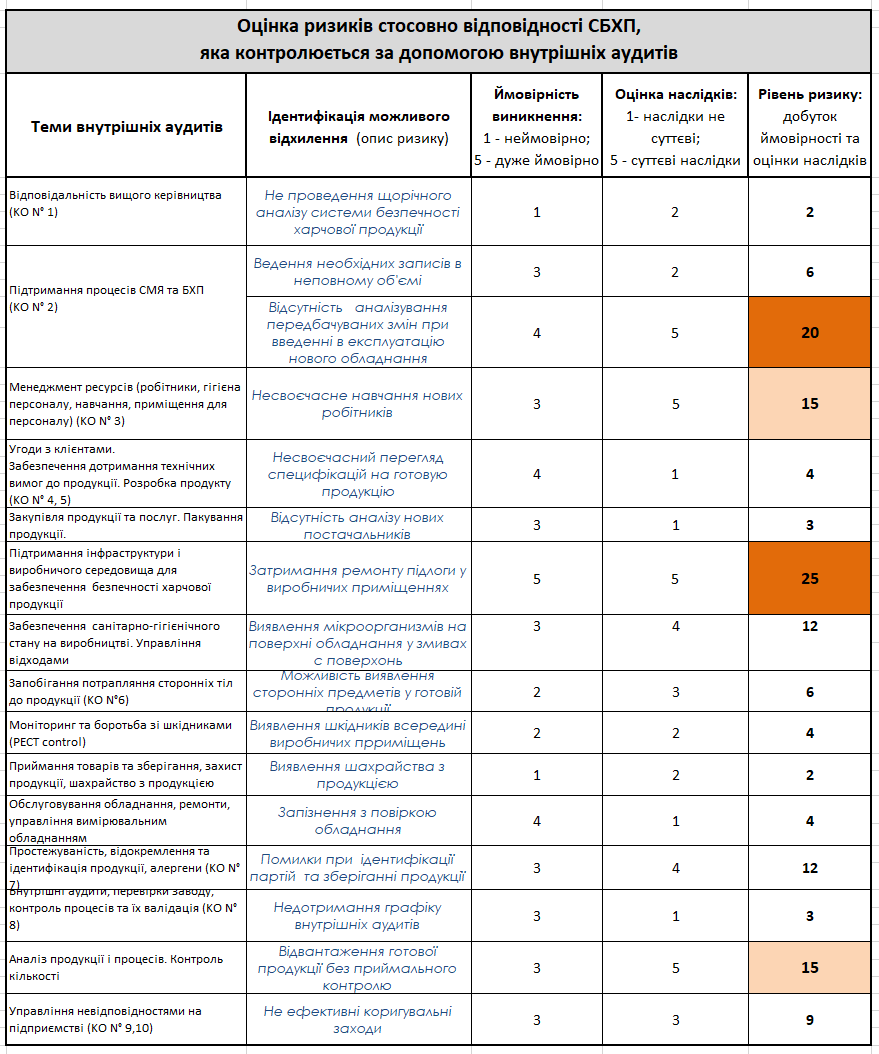 Оцінка ризиків стосовно відповідності СБХП,
яка контролюється за допомогою внутрішніх аудитів
Теми внутрішніх аудитів
Ідентифікація можливого
відхилення (опис ризику)
Ймовірність
виникнення:
1 - неймовірно;
5 - дуже ймовірно
Оцінка наслідків:
1- наслідки не
суттєві;
5 - суттєві наслідки
Рівень ризику:
добуток
ймовірності та
оцінки наслідків
Відповідальність вищого керівництва
(КО N° 1)
Не проведення щорічного
аналізу системи безпечності
харчової продукції
1
2
2
Підтримання процесів СМЯ та БХП
(КО N° 2)
Ведення необхідних записів в
неповному об'ємі
3
2
6
Відсутність аналізування
передбачуваних змін при
введенні в експлуатацію
нового обладнання
4
5
20
Менеджмент ресурсів (робітники, гігієна
персоналу, навчання, приміщення для
персоналу) (КО N° 3)
Несвоєчасне навчання нових
робітників
3
5
15
Угоди з клієнтами.
Забезпечення дотримання технічних
вимог до продукції. Розробка продукту
(КО N° 4, 5)
Несвоєчасний перегляд
специфікацій на готовую
продукцію
4
1
4
Закупівля продукції та послуг. Пакування
продукції.
Відсутність аналізу нових
постачальників
3
1
3
Підтримання інфраструктури і
виробничого середовища для
забезпечення безпечності харчової
продукції
Затримання ремонту підлоги у
виробничих приміщеннях
5
5
25
Забезпечення санітарно-гігієнічного
стану на виробництві. Управління
відходами
Виявлення мікроорганізмів на
поверхні обладнання у змивах
с поверхонь
3
4
12
Запобігання потрапляння сторонніх тіл
до продукції (КО N°6)
Можливість виявлення
сторонніх предметів у готовій
продукції
2
3
6
Моніторинг та боротьба зі шкідниками
(PECT control)
Виявлення шкідників всередині
виробничих прриміщень
2
2
4
Приймання товарів та зберігання, захист
продукції, шахрайство з продукцією
Виявлення шахрайства з
продукцією
1
2
2
Обслуговування обладнання, ремонти,
управління вимірювальним
обладнанням
Запізнення з повіркою
обладнання
4
1
4
Простежуваність, відокремлення та
ідентифікація продукції, алергени (КО N°
7)
Помилки при ідентифікації
партій та зберіганні продукції
3
4
12
Внутрішні аудити, перевірки заводу,
контроль процесів та їх валідація (КО N°
8)
Недотримання графіку
внутрішніх аудитів
3
1
3
Аналіз продукції і процесів. Контроль
кількості
Відвантаження готової
продукції без приймального
контролю
3
5
15
Управління невідповідностями на
підприємстві (КО N° 9,10)
Не ефективні коригувальні
заходи
3
3
9